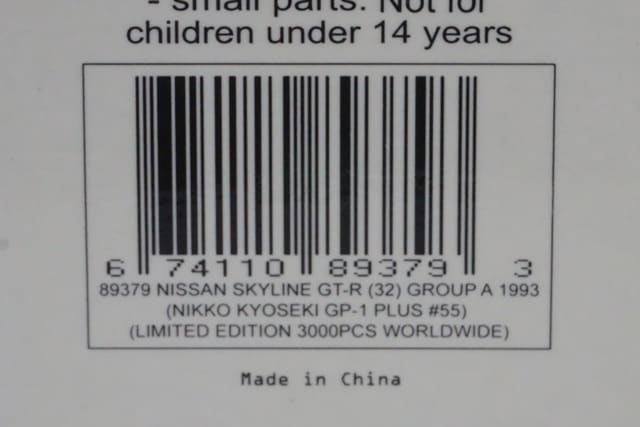 - small parts. Not for
children under 14 years
6 74110 89379 3
89379 NISSAN SKYLINE GT-R (32) GROUP A 1993
(NIKKO KYOSEKI GP-1 PLUS #55)
(LIMITED EDITION 3000PCS WORLDWIDE)
Made in China